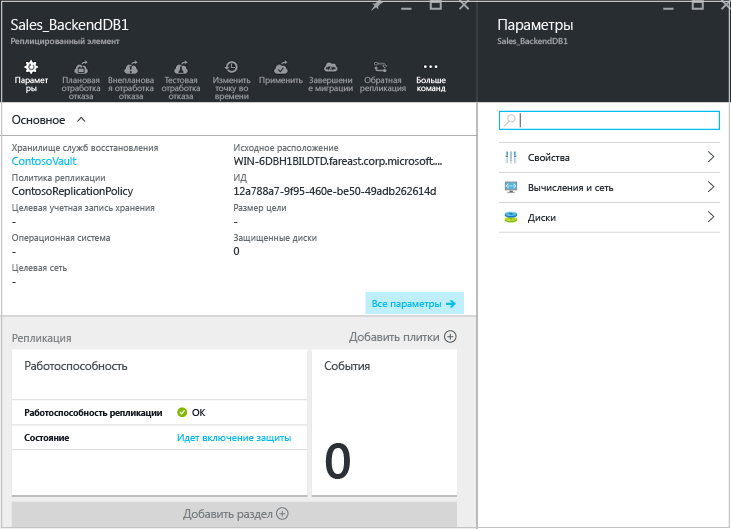 Sales_BackendDB1
Реплицированный элемент
Парамет
ры
Плановая
отработка
отказа
Внепланова
я отработка
отказа
Тестовая
отработка
отказа
Изменить
точку во
времени
Применить
Завершени
е миграции
Обратная
репликация
Больше
команд
Основное
Хранилище служб восстановления
ContosoVault
Политика репликации
ContosoReplicationPolicy
Целевая учетная запись хранения
-
Операционная система
-
Целевая сеть
-
Исходное расположение
WIN-6DBH1BILDTD.fareast.corp.microsoft....
ИД
12a788a7-9f95-460e-be50-49adb262614d
Размер цели
-
Защищенные диски
0
Все параметры
Репликация
Добавить плитки
Работоспособность
Работоспособность репликации OK
Состояние Идет включение защиты
События
0
Добавить раздел
Параметры
Sales_BackendDB1
Свойства
Вычисления и сеть
Диски